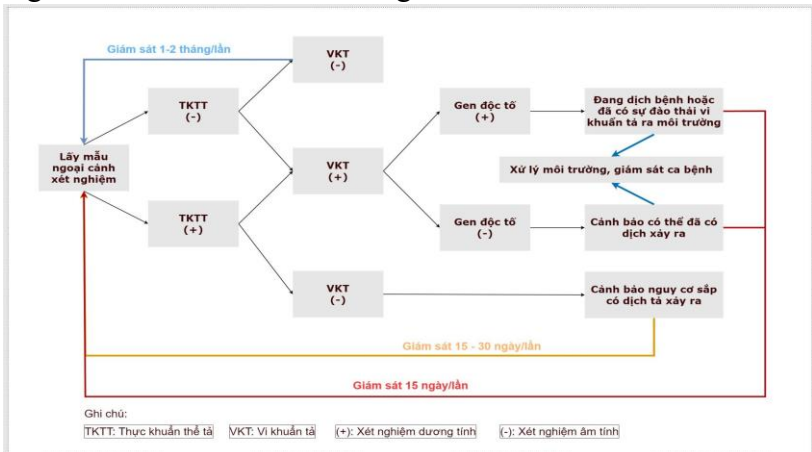 Giám sát 1-2 tháng/lần
VKT
(-)
TKTT
(-)
Gen độc tố
(+)
Đang dịch bệnh hoặc
đã có sự đào thải vi
khuẩn tả ra môi trường
Lấy mẫu
ngoại cảnh
xét nghiệm
VKT
(+)
Xử lý môi trường, giám sát ca bệnh
TKTT
(+)
Gen độc tố
(-)
Cảnh báo có thể đã có
dịch xảy ra
VKT
(-)
Cảnh báo nguy cơ sắp
có dịch tả xảy ra
Giám sát 15 - 30 ngày/lần
Giám sát 15 ngày/lần
Ghi chú:
TKTT: Thực khuẩn thể tả VKT: Vi khuẩn tả (+): Xét nghiệm dương tính (-): Xét nghiệm âm tính